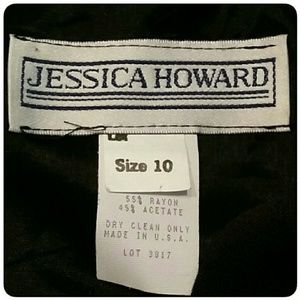 JESSICA HOWARD
Size 10
55% RAYON
45% ACETATE
DRY CLEAN ONLY
MADE IN U.S.A.
LOT 3917